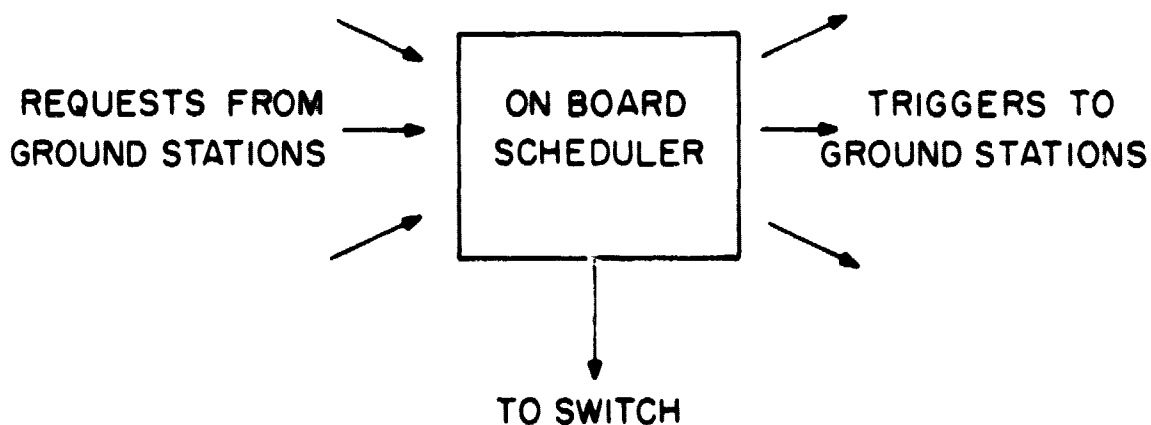 REQUESTS FROM
GROUND STATIONS
ON BOARD
SCHEDULER
TRIGGERS TO
GROUND STATIONS
TO SWITCH